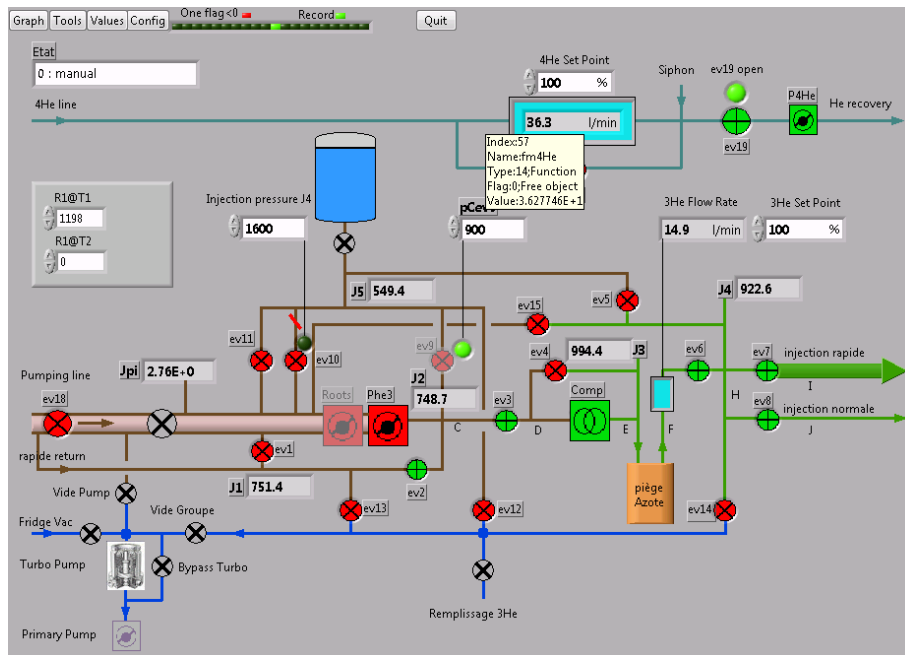 Graph Tools Values Config
One flag<0
Record
Quit
Etat
0 : manual
4He line
4He Set Point
100 %
Siphon
ev19 open
P4He
He recovery
36.3 l/min
ev19
Index:57
Name:fm4He
Type:14;Function
Flag:0;Free object
Value:3.627746E+1
R1@T1
1198
R1@T2
0
Injection pressure J4
1600
900
3He Flow Rate
14.9 l/min
3He Set Point
100 %
J5 549.4
J4 922.6
ev5
ev15
ev11
ev10
ev9
ev4
994.4 J3
ev6
ev7
injection rapide
I
Pumping line
Jpi 2.76E+0
J2
748.7
ev18
Roots
Phe3
ev3
Comp
H
ev8
injection normale
J
C
D
E
F
rapide return
ev1
J1 751.4
ev2
piège
Azote
Vide Pump
ev13
ev12
ev14
Fridge Vac
Vide Groupe
Turbo Pump
Bypass Turbo
Remplissage 3He
Primary Pump